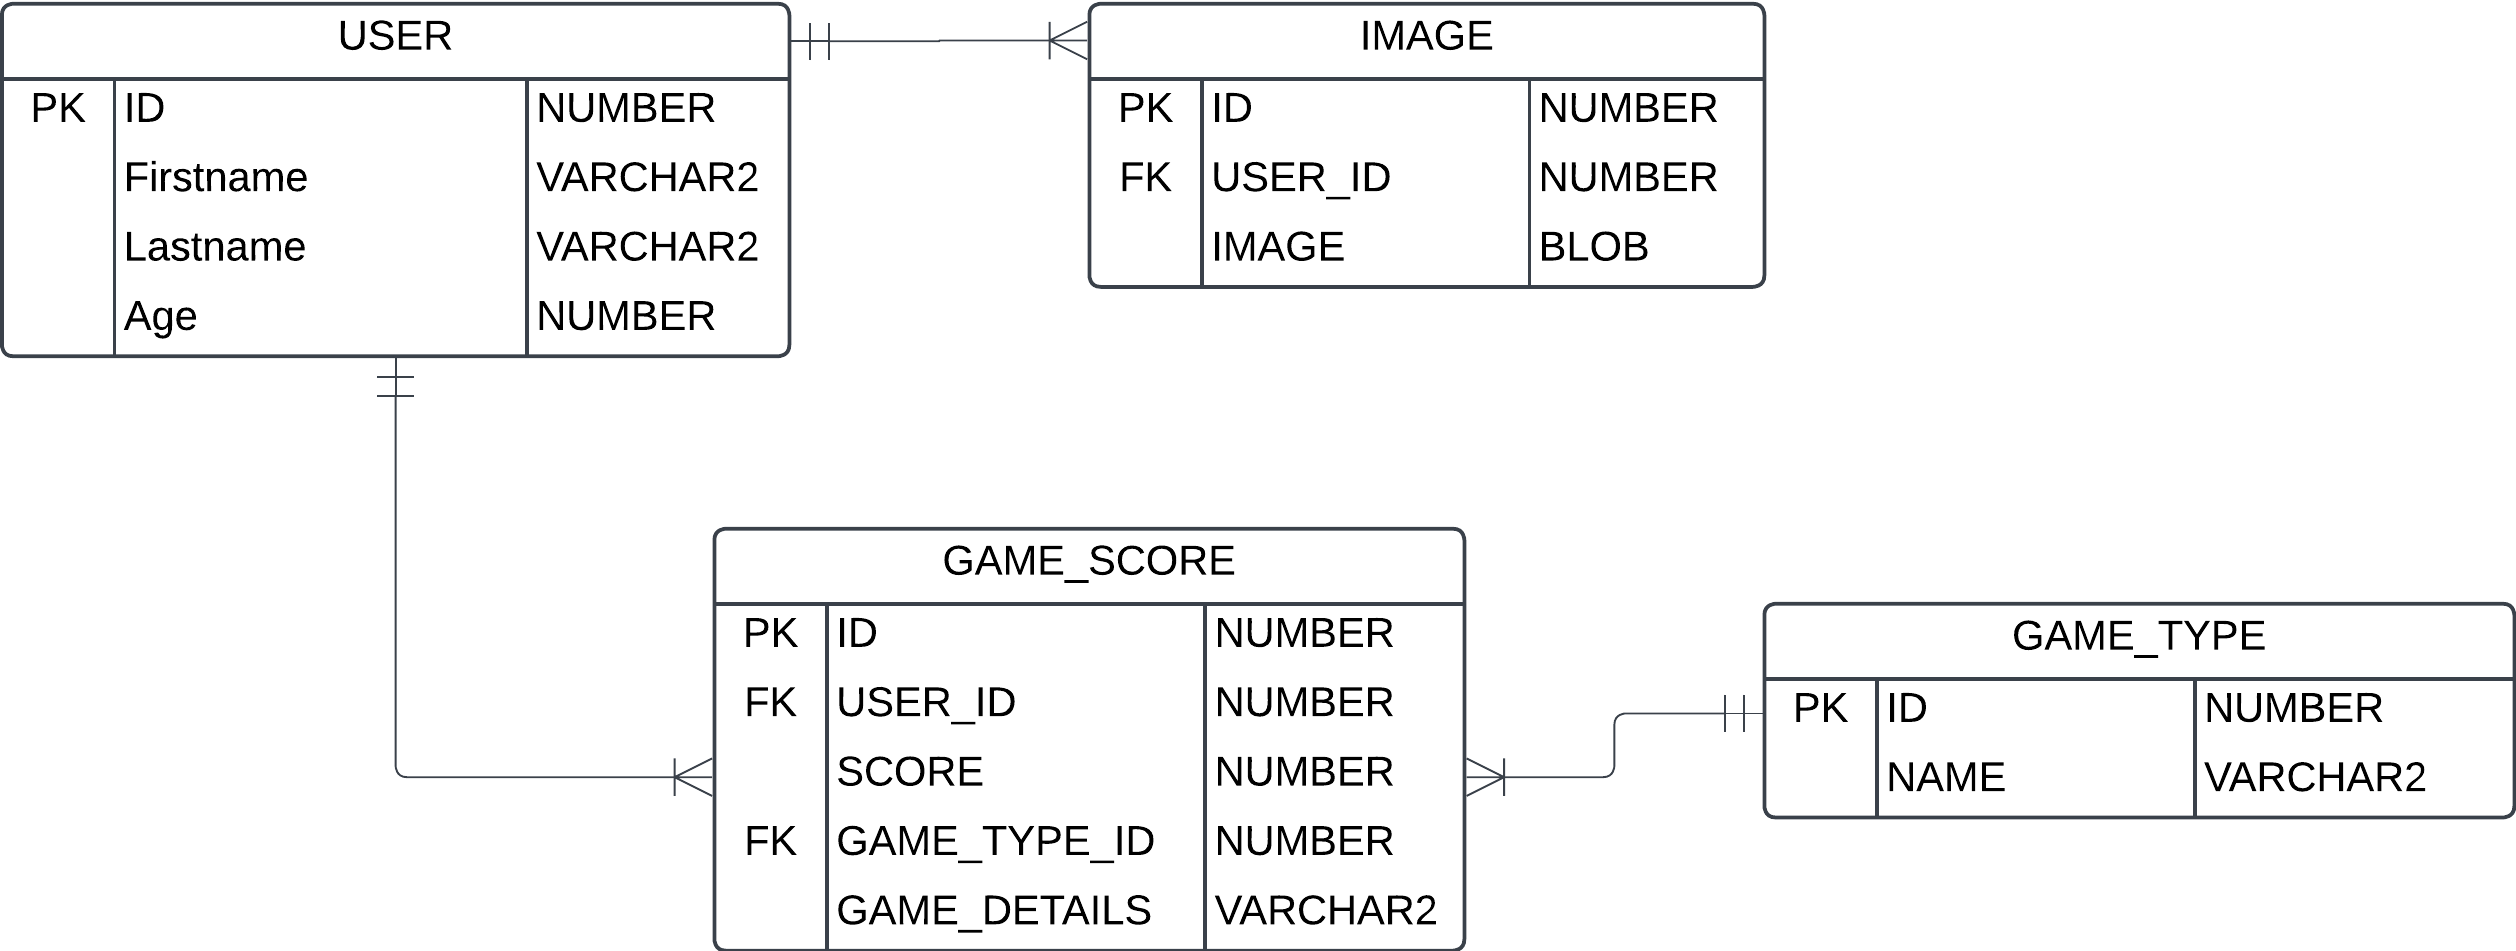 USER
PK ID NUMBER
Firstname VARCHAR2
Lastname VARCHAR2
Age NUMBER
IMAGE
PK ID NUMBER
FK USER_ID NUMBER
IMAGE BLOB
GAME_SCORE
PK ID NUMBER
FK USER_ID NUMBER
SCORE NUMBER
FK GAME_TYPE_ID NUMBER
GAME_DETAILS VARCHAR2
GAME_TYPE
PK ID NUMBER
NAME VARCHAR2